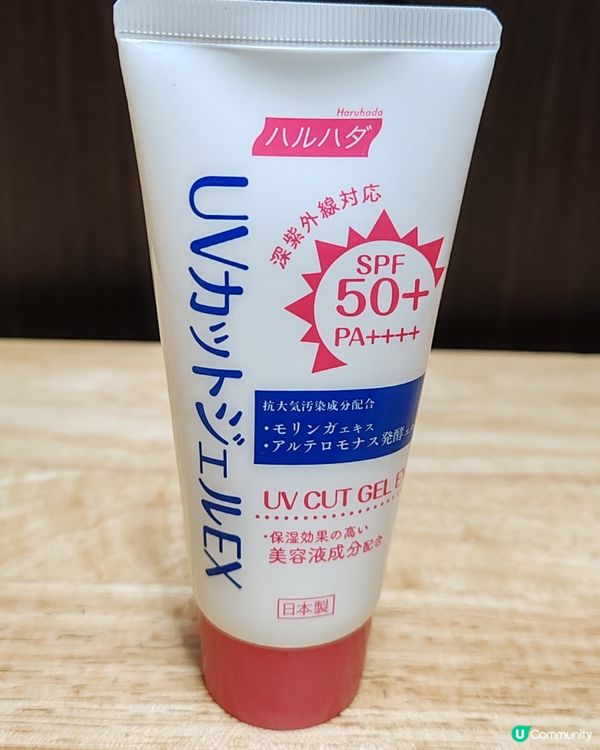 Haruhada
ハルハダ
UVカットジェルEX
深紫外線対応
SPF
50+
PA++++
抗大気汚染成分配合
・モリンガエキス
・アルテロモナス発酵エ
UV CUT GEL E
・保湿効果の高い
美容液成分配合
日本製
U Community